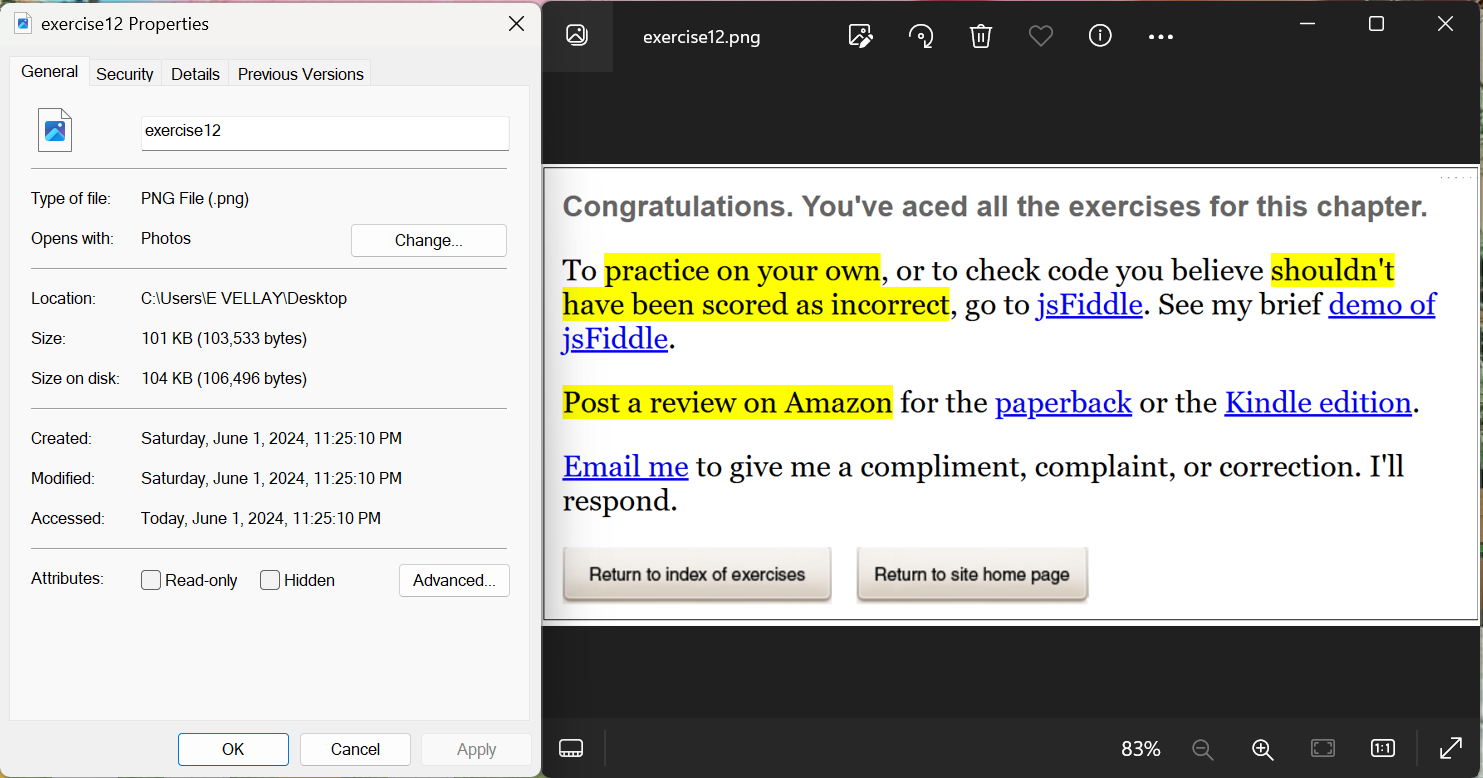 exercise12 Properties
General Security Details Previous Versions
exercise12
Type of file: PNG File (.png)
Opens with: Photos Change...
Location: C:\Users\E VELLAY\Desktop
Size: 101 KB (103,533 bytes)
Size on disk: 104 KB (106,496 bytes)
Created: Saturday, June 1, 2024, 11:25:10 PM
Modified: Saturday, June 1, 2024, 11:25:10 PM
Accessed: Today, June 1, 2024, 11:25:10 PM
Attributes: Read-only Hidden Advanced...
OK Cancel Apply
exercise12.png
Congratulations. You've aced all the exercises for this chapter.
To practice on your own, or to check code you believe shouldn't
have been scored as incorrect, go to jsFiddle. See my brief demo of
jsFiddle.
Post a review on Amazon for the paperback or the Kindle edition.
Email me to give me a compliment, complaint, or correction. I'll
respond.
Return to index of exercises Return to site home page
83% 1:1